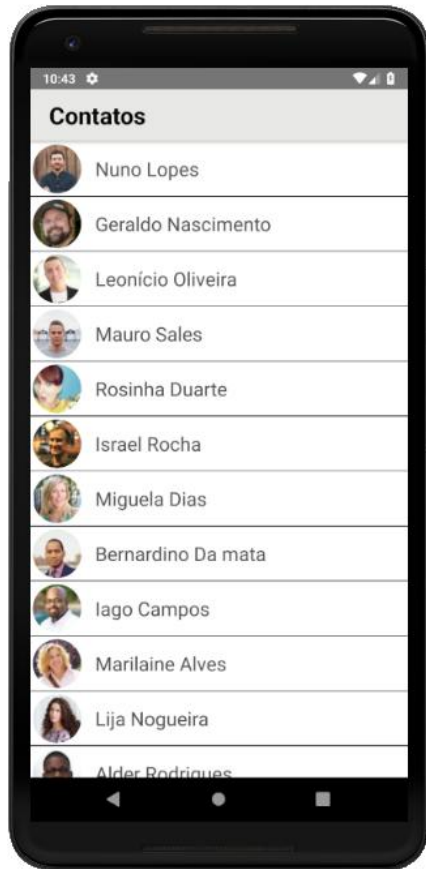 10:43
Contatos
Nuno Lopes
Geraldo Nascimento
Leonício Oliveira
Mauro Sales
Rosinha Duarte
Israel Rocha
Miguela Dias
Bernardino Da mata
Iago Campos
Marilaine Alves
Lija Nogueira
Alder Rodrigues